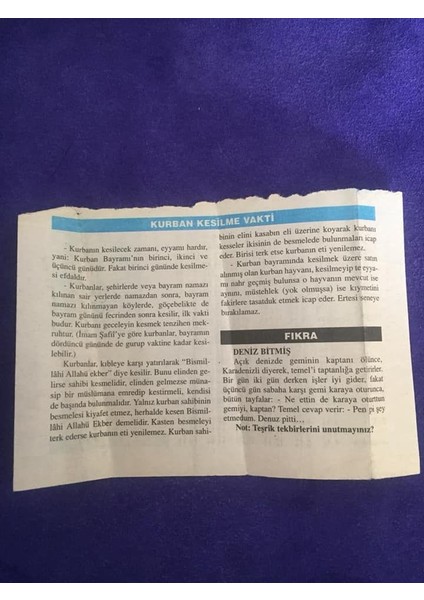 KURBAN KESİLME VAKTİ
- Kurbanın kesilecek zamanı, eyyamı hardır,
yani: Kurban Bayramı'nın birinci, ikinci ve
üçüncü günüdür. Fakat birinci gününde kesilme-
si efdaldır.
- Kurbanlar, şehirlerde veya bayram namazı
kılınan sair yerlerde namazdan sonra, bayram
namazı kılınmayan köylerde, göçebelikte de
bayram gününü fecrinden sonra kesilir, ilk vakti
budur. Kurbanı geceleyin kesmek tenzihen mek-
ruhtur. (İmam Şafiî'ye göre kurbanlar, bayramın
dördüncü gününde de gurup vaktine kadar kesi-
lebilir.)
Kurbanlar, kıbleye karşı yatırılarak "Bismil-
lâhi Allahü ekber" diye kesilir. Bunu elinden ge-
lirse sahibi kesmelidir, elinden gelmezse müna-
sip bir müslümana emredip kestirmeli, kendisi
de başında bulunmalıdır. Yalnız kurban sahibinin
besmelesi kifayet etmez, herhalde kesen Bismil-
lâhi Allahü Ekber demelidir. Kasten besmeleyi
terk ederse kurbanın eti yenilemez. Kurban sahi-
binin elini kasabın eli üzerine koyarak kurbanı
kesseler ikisinin de besmelede bulunmaları icap
eder. Birisi terk etse kurbanın eti yenilemez.
- Kurban bayramında kesilmek üzere satın
alınmış olan kurban hayvanı, kesilmeyip te eyya-
mı nahr geçmiş bulunsa o hayvanın mevcut ise
aynını, müstehlek (yok olmuşsa) ise kıymetini
fakirlere tasadduk etmek icap eder. Ertesi seneye
bırakılamaz.
FIKRA
DENİZ BİTMİŞ
Açık denizde geminin kaptanı ölünce,
Karadenizli diyerek, temel'i taptanlığa getirirler.
Bir gün iki gün derken işler iyi gider, fakat
üçüncü gün sabaha karşı gemi karaya oturunca,
bütün tayfalar: - Ne ettin de karaya oturttun
gemiyi, kaptan? Temel cevap verir: - Pen pi şey
etmedum. Denuz pitti...
Not: Teşrik tekbirlerini unutmayınız?